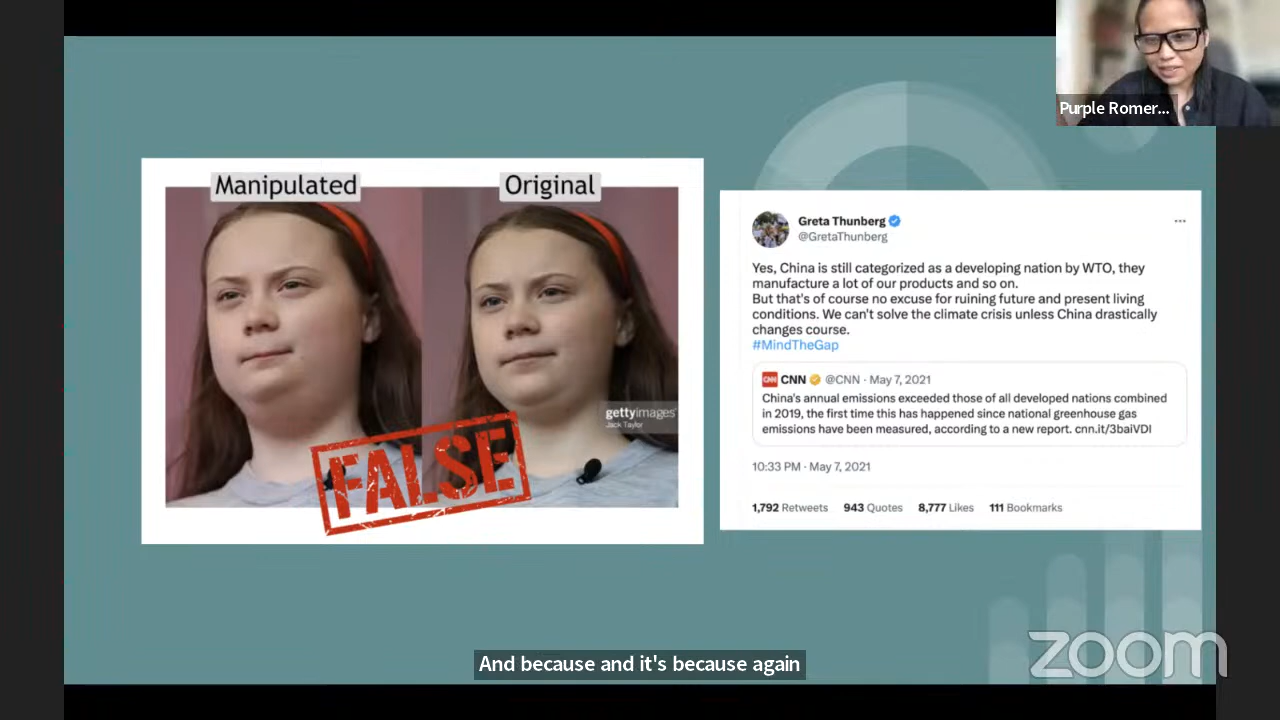 Purple Romer...
Manipulated
Original
gettyimages
Jack Taylor
FALSE
Greta Thunberg
@GretaThunberg
Yes, China is still categorized as a developing nation by WTO, they
manufacture a lot of our products and so on.
But that's of course no excuse for ruining future and present living
conditions. We can't solve the climate crisis unless China drastically
changes course.
#MindTheGap
CNN
CNN @CNN · May 7, 2021
China's annual emissions exceeded those of all developed nations combined
in 2019, the first time this has happened since national greenhouse gas
emissions have been measured, according to a new report. cnn.it/3baiVDI
10:33 PM · May 7, 2021
1,792 Retweets 943 Quotes 8,777 Likes 111 Bookmarks
And because and it's because again
zoom